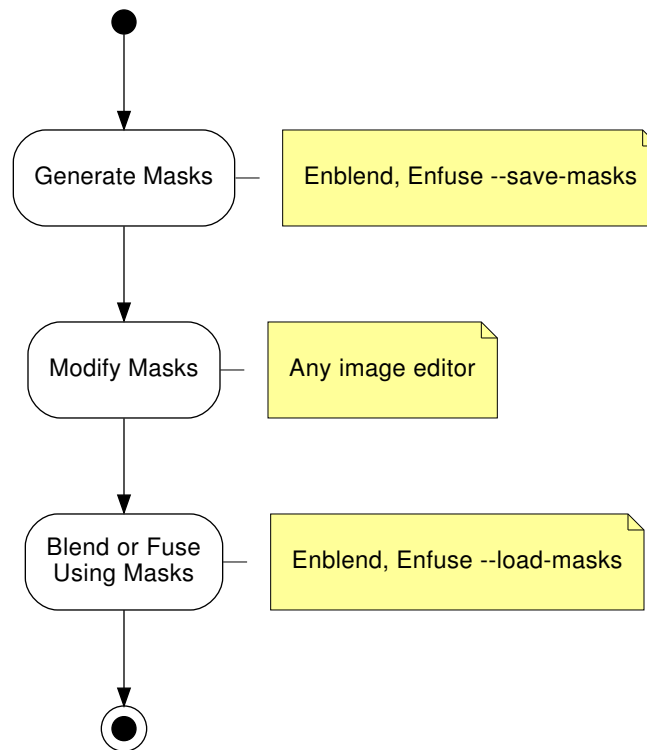 Generate Masks
Enblend, Enfuse --save-masks
Modify Masks
Any image editor
Blend or Fuse
Using Masks
Enblend, Enfuse --load-masks